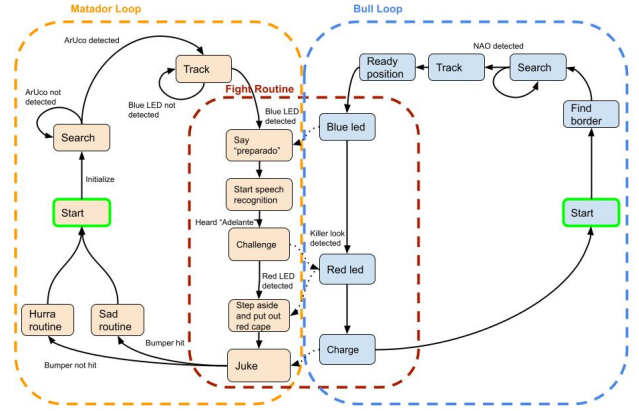 Matador Loop
Bull Loop
ArUco detected
Track
Blue LED not
detected
ArUco not
detected
Search
Initialize
Start
Hurra
routine
Sad
routine
Bumper hit
Bumper not hit
Fight Routine
Blue LED
detected
Say
"preparado"
Start speech
recognition
Heard "Adelante"
Challenge
Killer look
detected
Red LED
detected
Step aside
and put out
red cape
Juke
Blue led
Red led
Charge
Ready
position
Track
NAO detected
Search
Find
border
Start